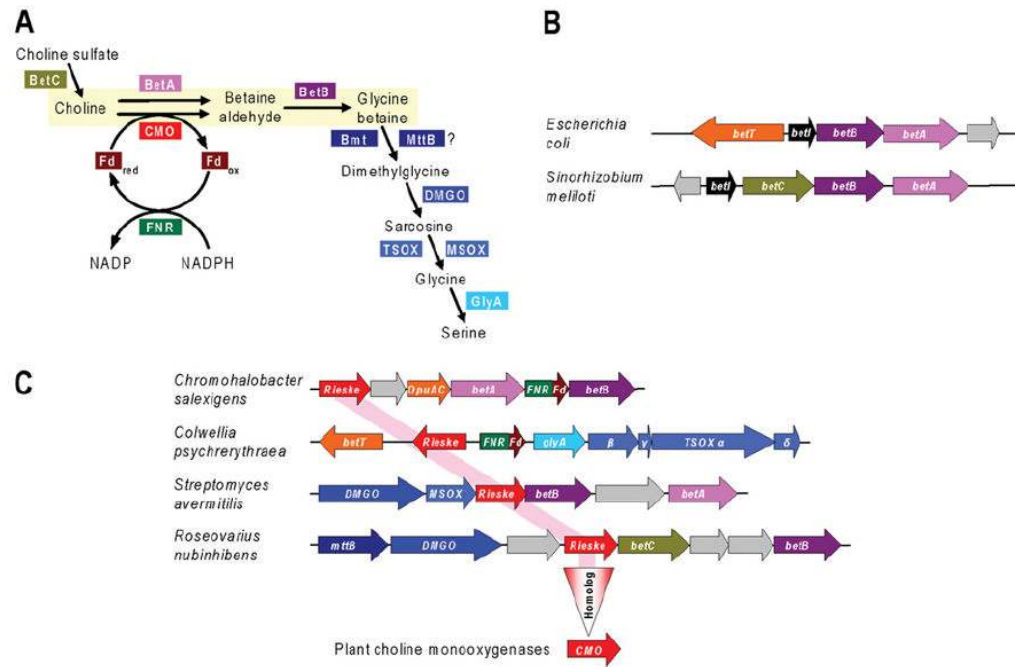 A
Choline sulfate
BetC
BetA
BetB
Choline
Betaine
aldehyde
Glycine
betaine
CMO
Bmt
MttB
?
Fd red
Fd ox
Dimethylglycine
DMGO
FNR
Sarcosine
TSOX
MSOX
NADP
NADPH
Glycine
GlyA
Serine
B
Escherichia
coli
betT
betI
betB
betA
Sinorhizobium
meliloti
betI
betC
betB
betA
C
Chromohalobacter
salexigens
Rieske
OpuAC
betA
FNR
Fd
betB
Colwellia
psychrerythraea
betT
Rieske
FNR
Fd
glyA
β
γ
TSOX α
δ
Streptomyces
avermitilis
DMGO
MSOX
Rieske
betB
betA
Roseovarius
nubinhibens
mttB
DMGO
Rieske
betC
betB
Homolog
Plant choline monooxygenases
CMO